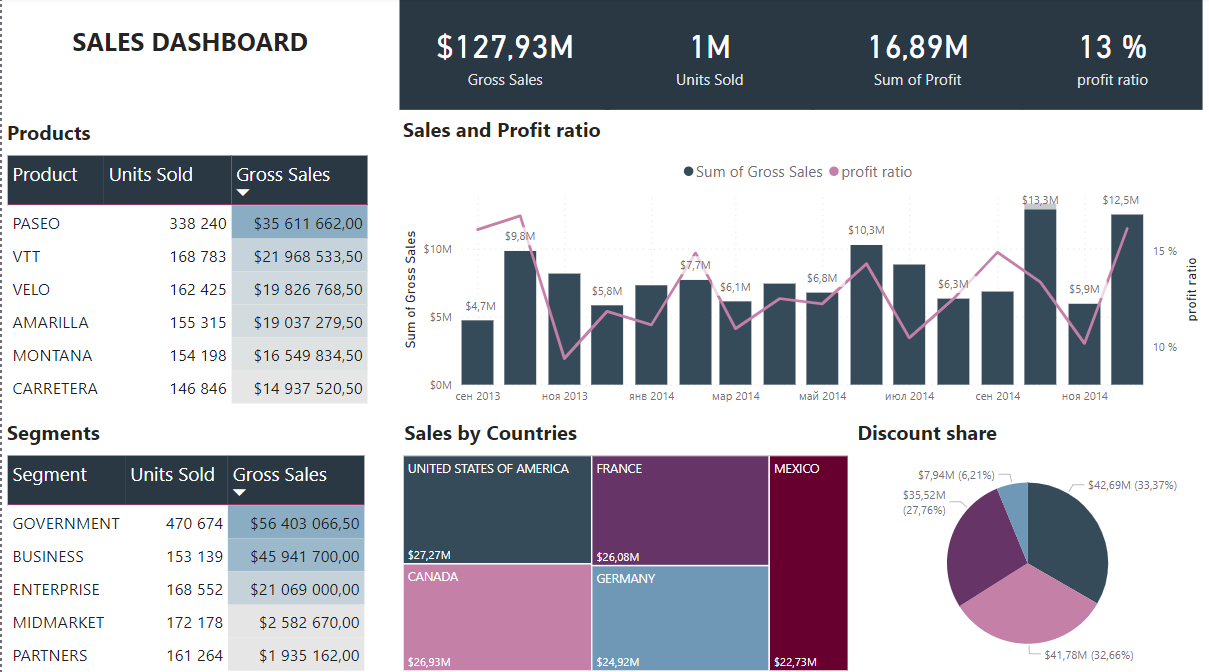 SALES DASHBOARD
$127,93M 1M 16,89M 13 %
Gross Sales Units Sold Sum of Profit profit ratio
Products
Product Units Sold Gross Sales
PASEO 338 240 $35 611 662,00
VTT 168 783 $21 968 533,50
VELO 162 425 $19 826 768,50
AMARILLA 155 315 $19 037 279,50
MONTANA 154 198 $16 549 834,50
CARRETERA 146 846 $14 937 520,50
Sales and Profit ratio
Sum of Gross Sales profit ratio
Sum of Gross Sales
$10M
$5M
$0M
$4,7M
$9,8M
$5,8M
$7,7M
$6,1M
$6,8M
$10,3M
$6,3M
$13,3M
$5,9M
$12,5M
15 %
10 %
profit ratio
сен 2013 ноя 2013 янв 2014 мар 2014 май 2014 июл 2014 сен 2014 ноя 2014
Segments
Segment Units Sold Gross Sales
GOVERNMENT 470 674 $56 403 066,50
BUSINESS 153 139 $45 941 700,00
ENTERPRISE 168 552 $21 069 000,00
MIDMARKET 172 178 $2 582 670,00
PARTNERS 161 264 $1 935 162,00
Sales by Countries
UNITED STATES OF AMERICA
$27,27M
FRANCE
$26,08M
MEXICO
$22,73M
CANADA
$26,93M
GERMANY
$24,92M
Discount share
$7,94M (6,21%)
$42,69M (33,37%)
$35,52M
(27,76%)
$41,78M (32,66%)